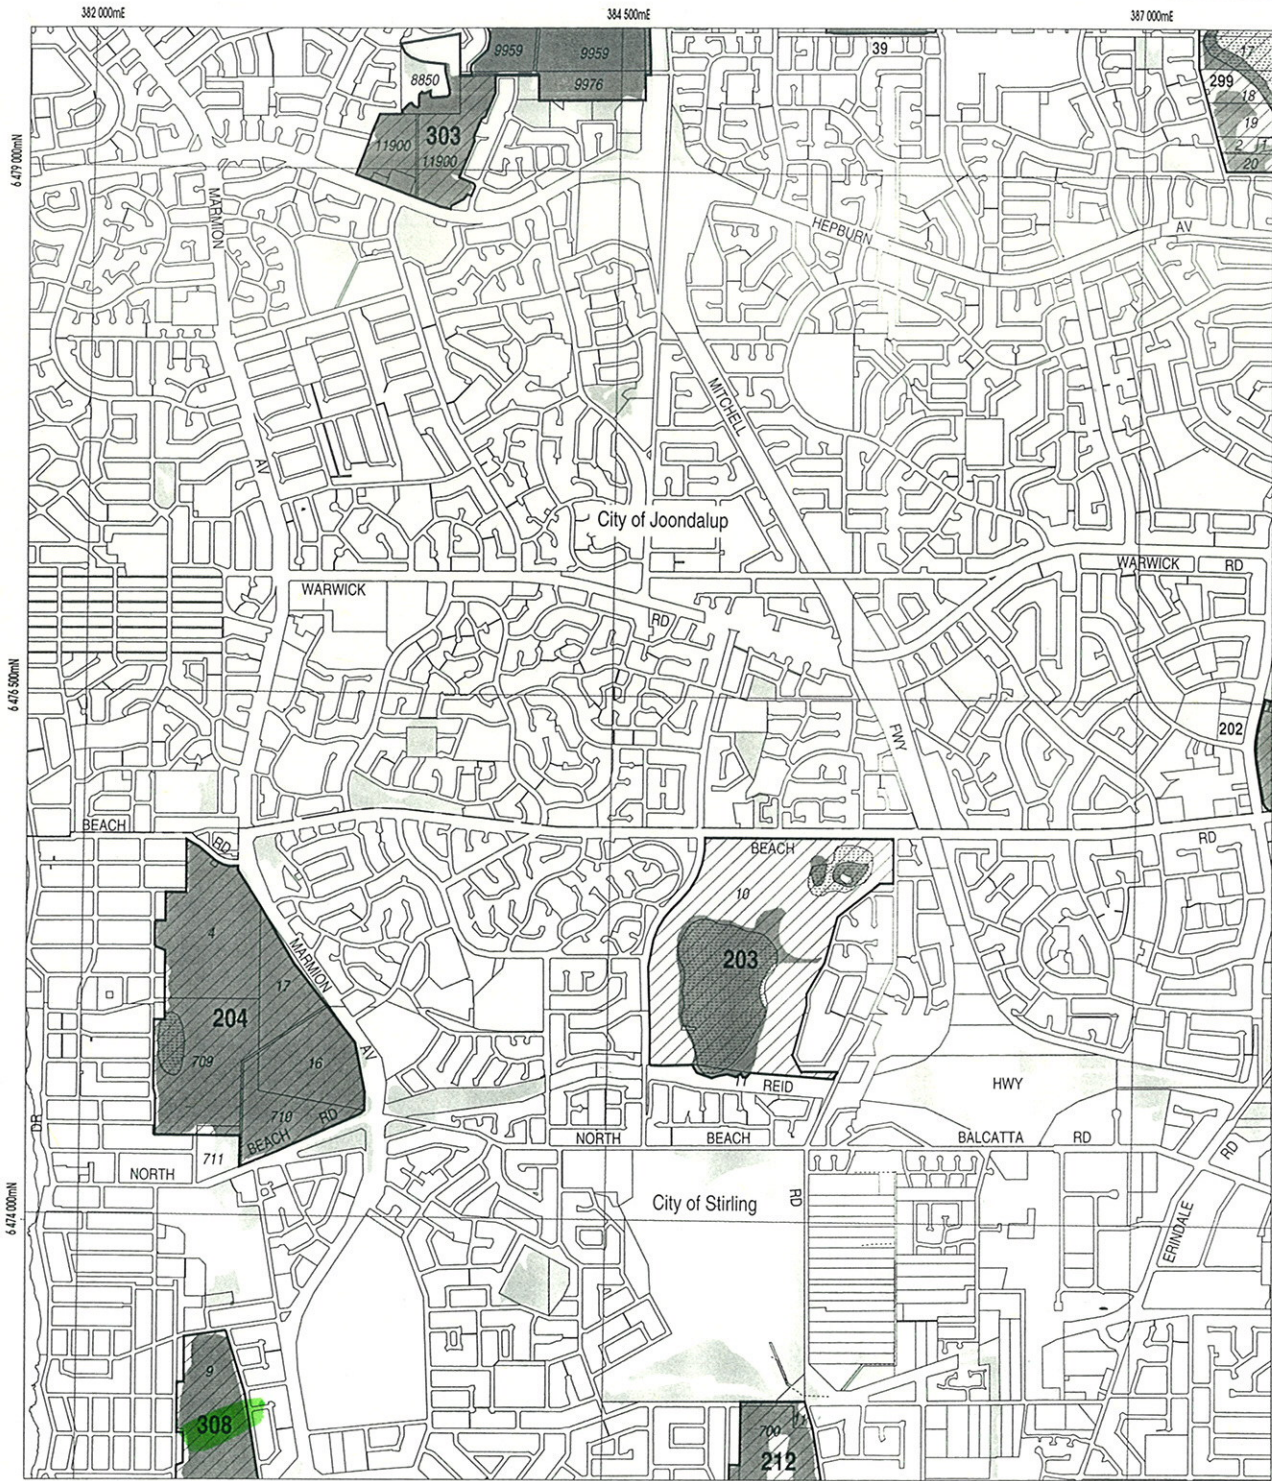 382 000mE
384 500mE
387 000mE
9959
9959
39
17
8850
9976
299
18
303
19
11900
11900
2
1
20
6 479 000mN
MARMION
HEPBURN
AV
MITCHELL
AV
City of Joondalup
WARWICK
RD
WARWICK
RD
6 476 500mN
FWY
202
BEACH
RD
BEACH
RD
10
4
MARMION
203
17
204
709
16
AV
11
REID
HWY
DR
710
RD
BEACH
NORTH
BEACH
BALCATTA
RD
711
NORTH
RD
City of Stirling
RD
6 474 000mN
ERINDALE
9
308
700
11
212